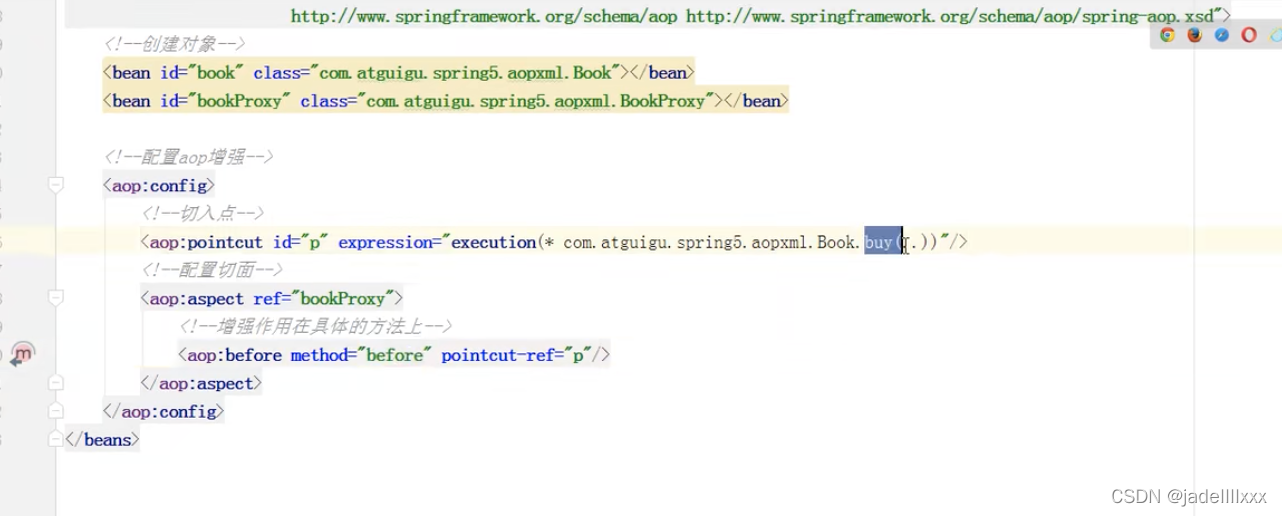 http://www.springframework.org/schema/aop http://www.springframework.org/schema/aop/spring-aop.xsd">
<!--创建对象-->
<bean id="book" class="com.atguigu.spring5.aopxml.Book"></bean>
<bean id="bookProxy" class="com.atguigu.spring5.aopxml.BookProxy"></bean>
<!--配置aop增强-->
<aop:config>
<!--切入点-->
<aop:pointcut id="p" expression="execution(* com.atguigu.spring5.aopxml.Book.buy(..))"/>
<!--配置切面-->
<aop:aspect ref="bookProxy">
<!--增强作用在具体的方法上-->
<aop:before method="before" pointcut-ref="p"/>
</aop:aspect>
</aop:config>
</beans>
CSDN @jadellllxxx